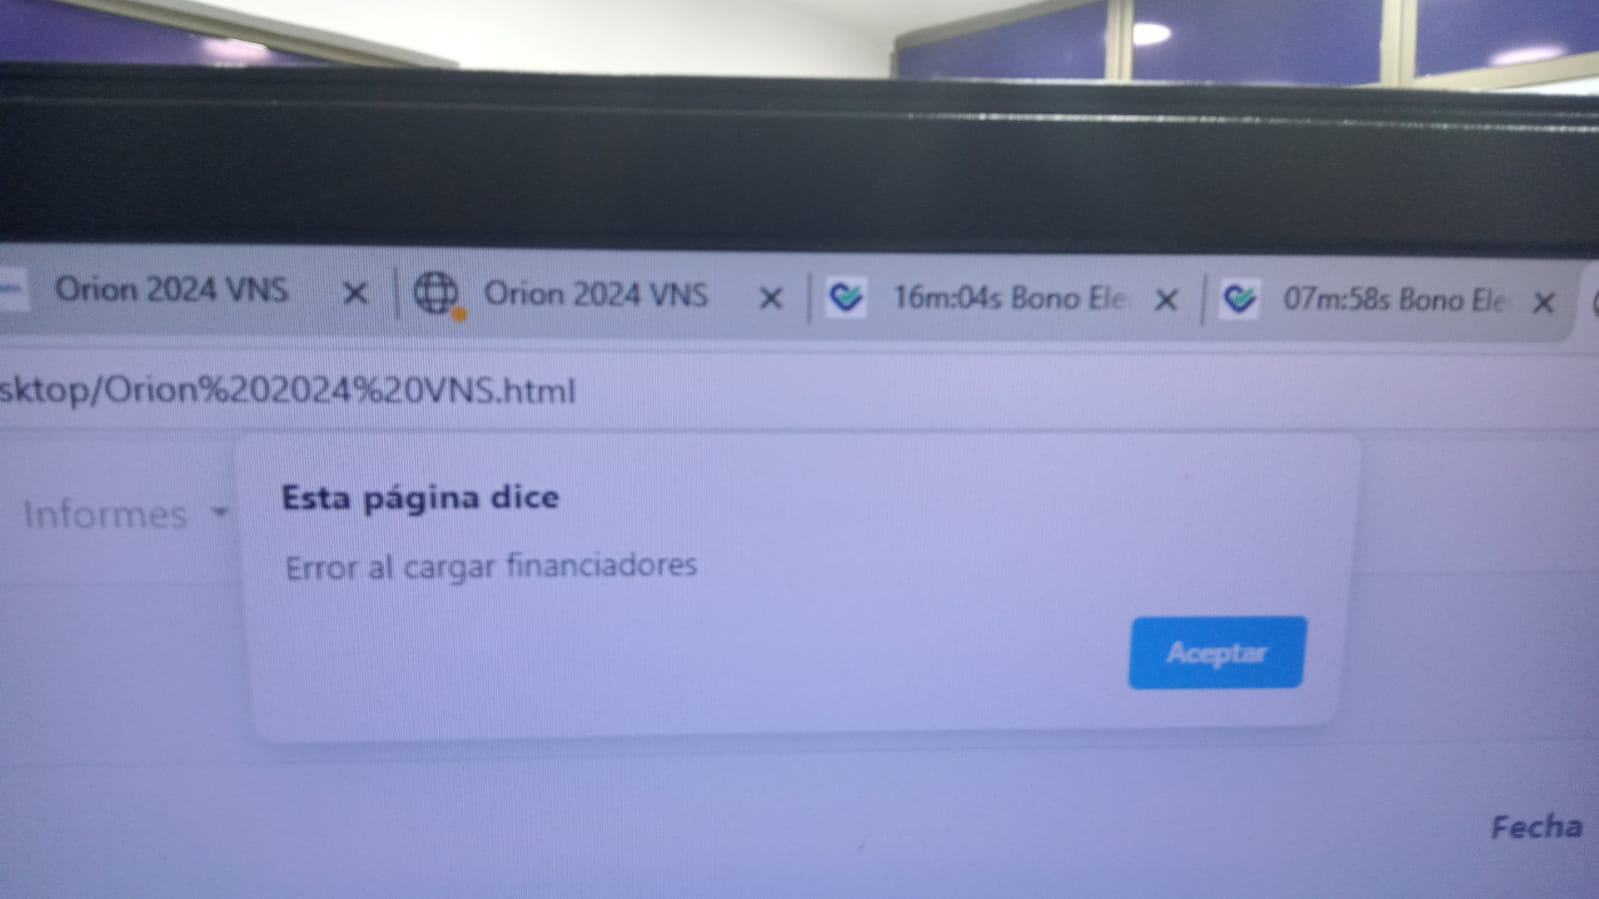 Orion 2024 VNS
Orion 2024 VNS
16m:04s Bono Ele
07m:58s Bono Ele
sktop/Orion%202024%20VNS.html
Informes
Esta página dice
Error al cargar financiadores
Aceptar
Fecha